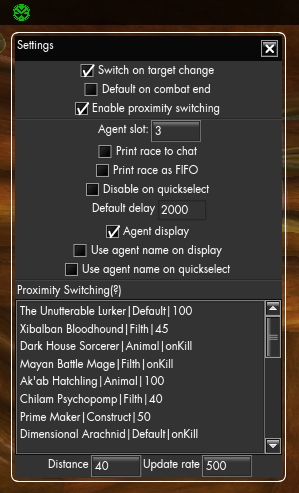 Settings
Switch on target change
Default on combat end
Enable proximity switching
Agent slot: 3
Print race to chat
Print race as FIFO
Disable on quickselect
Default delay 2000
Agent display
Use agent name on display
Use agent name on quickselect
Proximity Switching(?)
The Unutterable Lurker|Default|100
Xibalban Bloodhound|Filth|45
Dark House Sorcerer|Animal|onKill
Mayan Battle Mage|Filth|onKill
Ak'ab Hatchling|Animal|100
Chilam Psychopomp|Filth|40
Prime Maker|Construct|50
Dimensional Arachnid|Default|onKill
Distance 40 Update rate 500